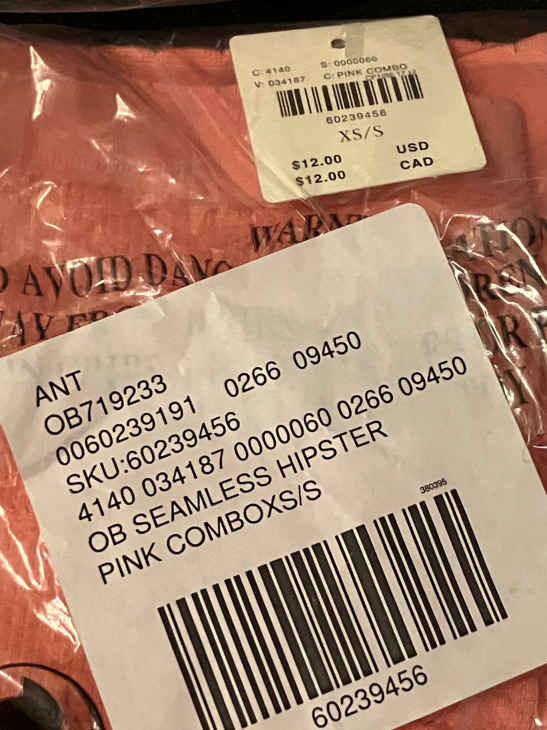 C: 4140 S: 0000060
V: 034187 C: PINK COMBO
60239456
XS/S
$12.00 USD
$12.00 CAD
AVOID
ANT
OB719233
0060239191 0266 09450
SKU:60239456
4140 034187 0000060 0266 09450
OB SEAMLESS HIPSTER
PINK COMBOXS/S
380395
60239456